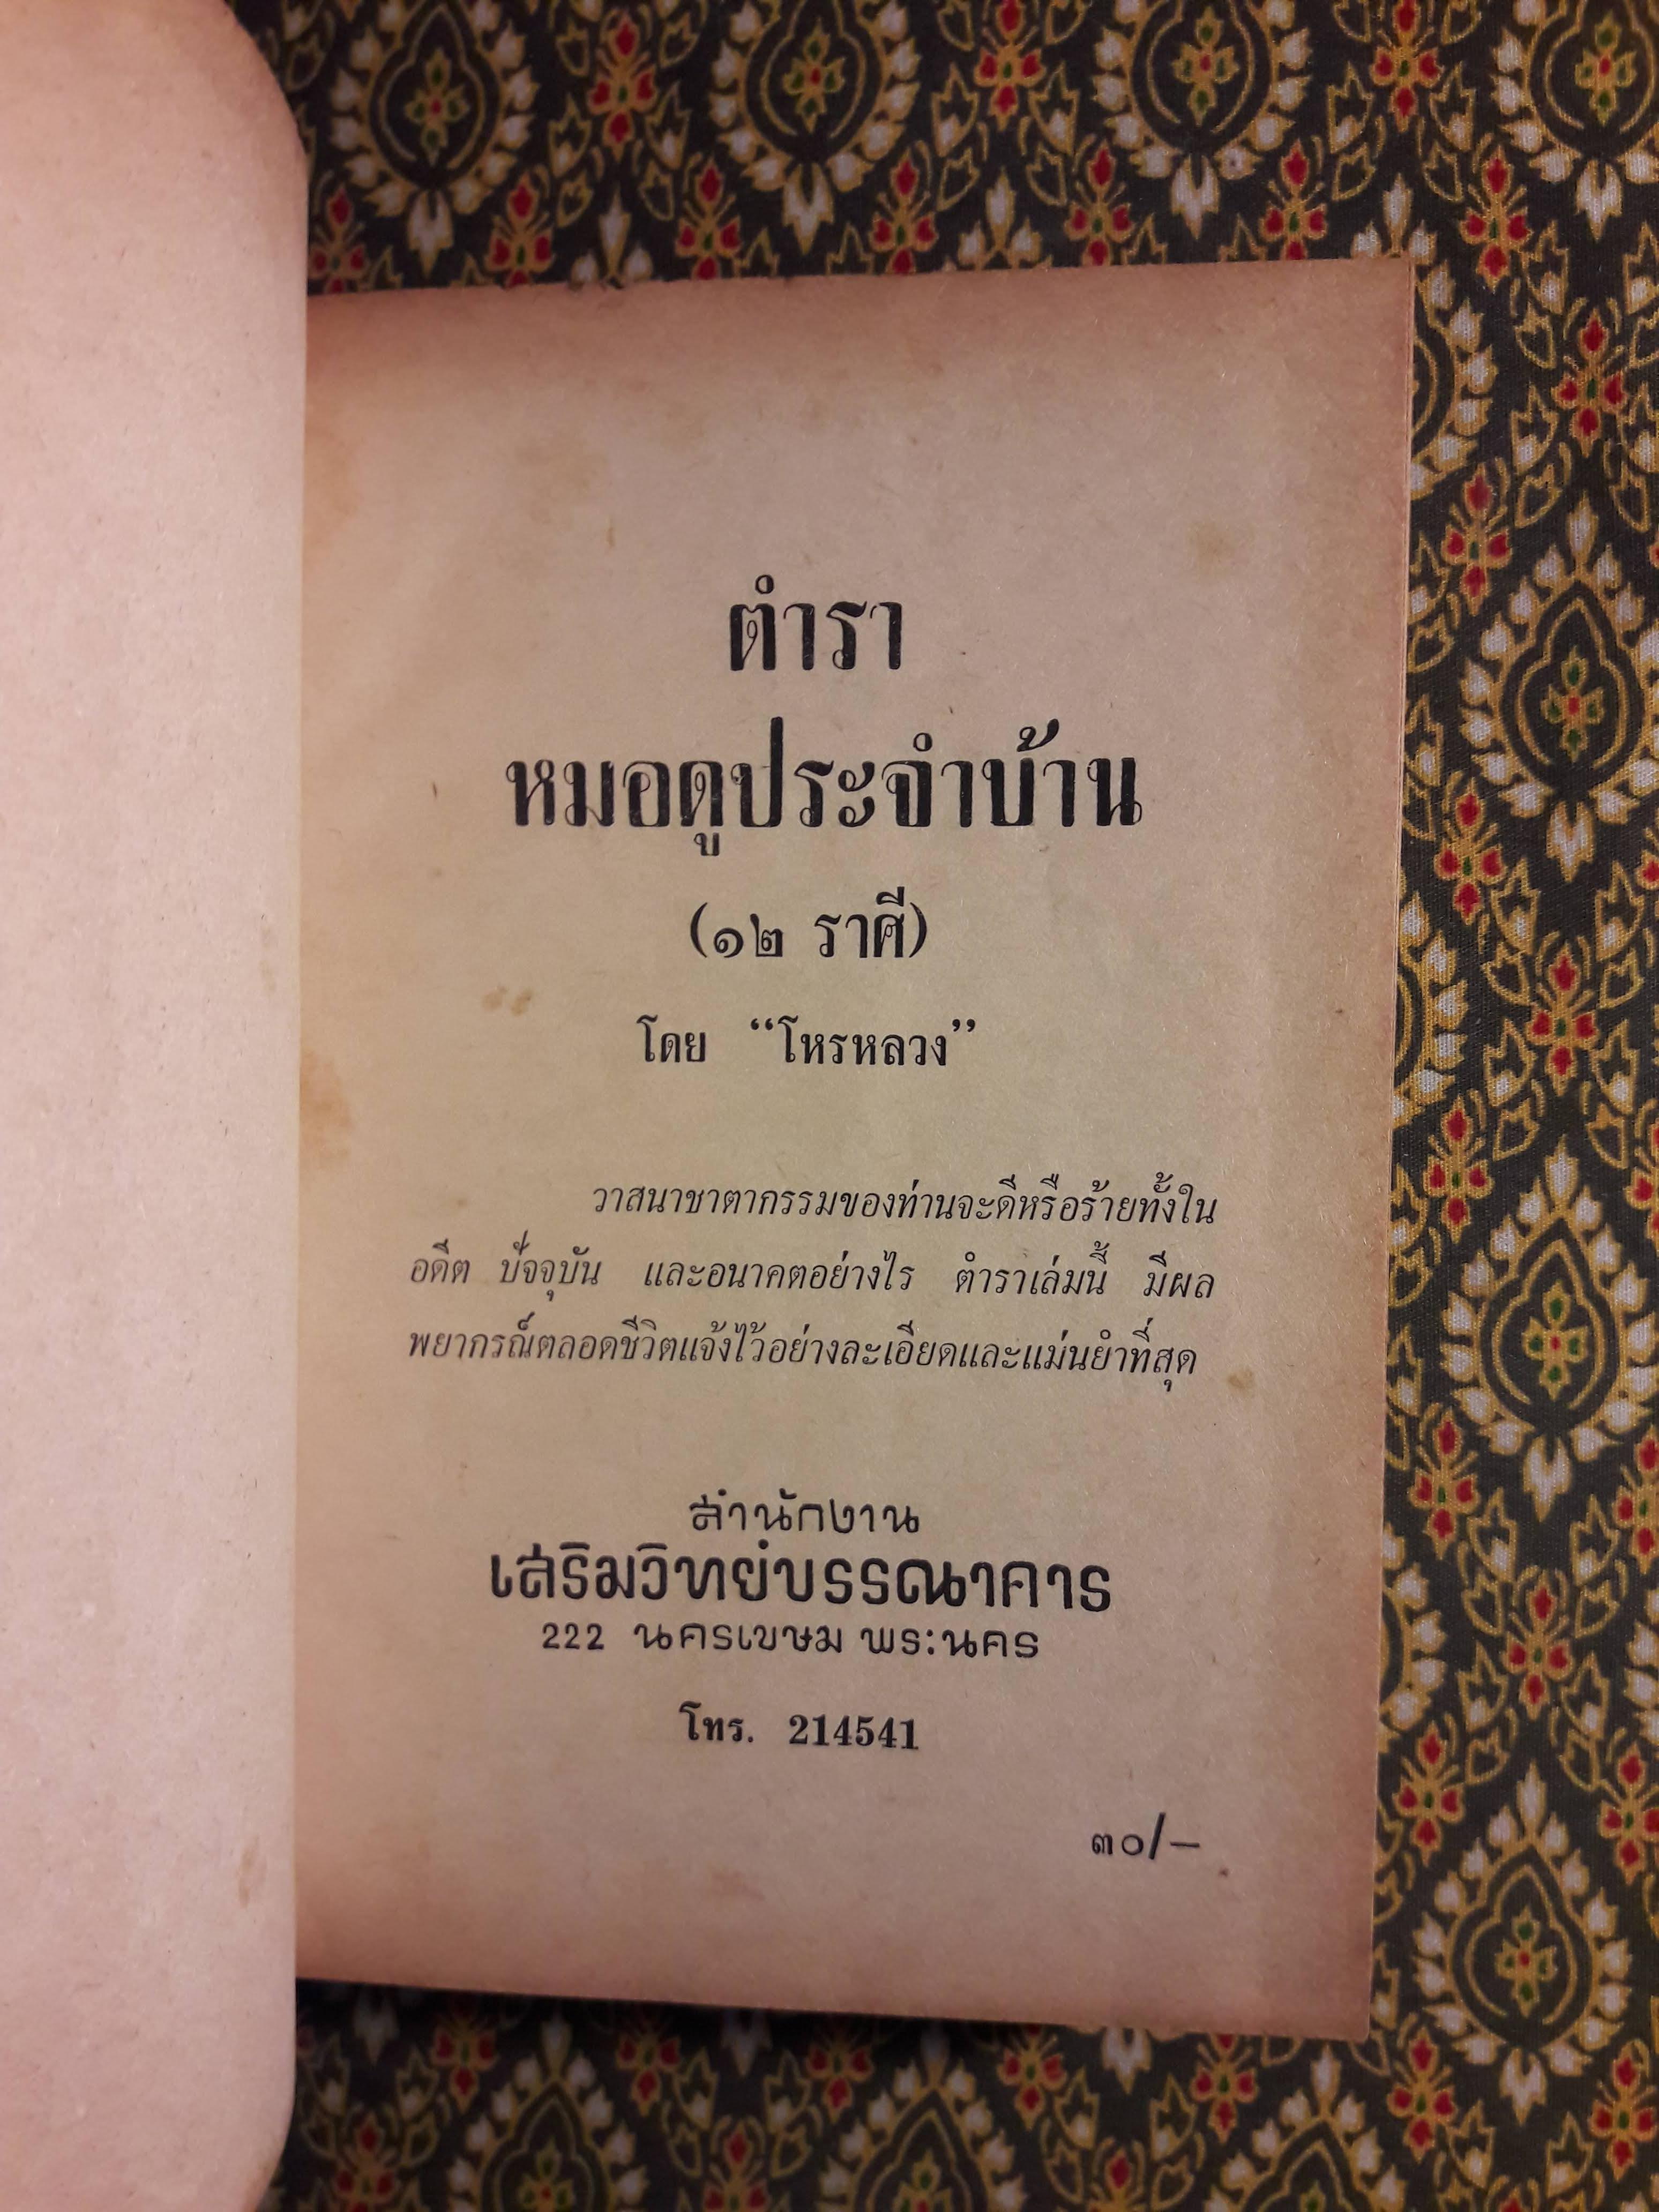 ตำรา
หมอดูประจำบ้าน
(๑๒ ราศี)
โดย “โหรหลวง”
วาสนาชาตากรรมของท่านจะดีหรือร้ายทั้งใน
อดีต ปัจจุบัน และอนาคตอย่างไร ตำราเล่มนี้ มีผล
พยากรณ์ตลอดชีวิตแจ้งไว้อย่างละเอียดและแม่นยำที่สุด
สำนักงาน
เสริมวิทย์บรรณาคาร
222 นครเขษม พระนคร
โทร. 214541
๓๐/—